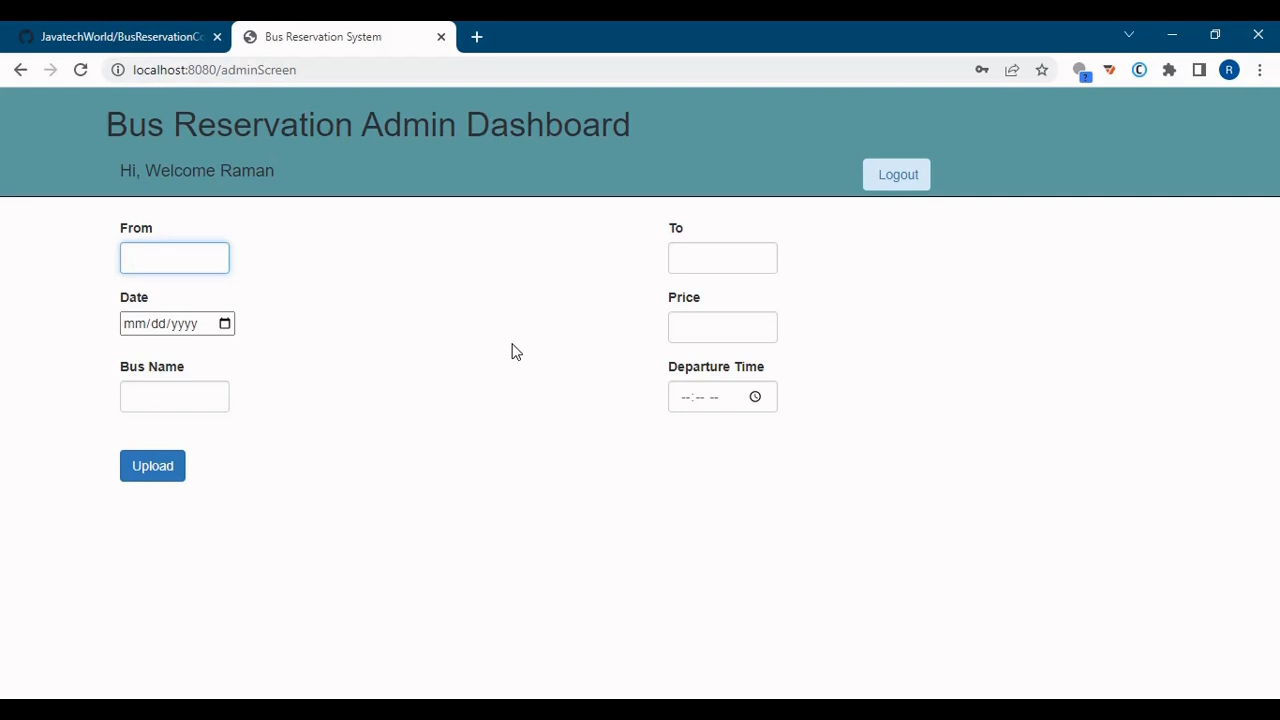 JavatechWorld/BusReservationCo
Bus Reservation System
localhost:8080/adminScreen
R
Bus Reservation Admin Dashboard
Hi, Welcome Raman
Logout
From
To
Date
Price
mm/dd/yyyy
Bus Name
Departure Time
--:-- --
Upload